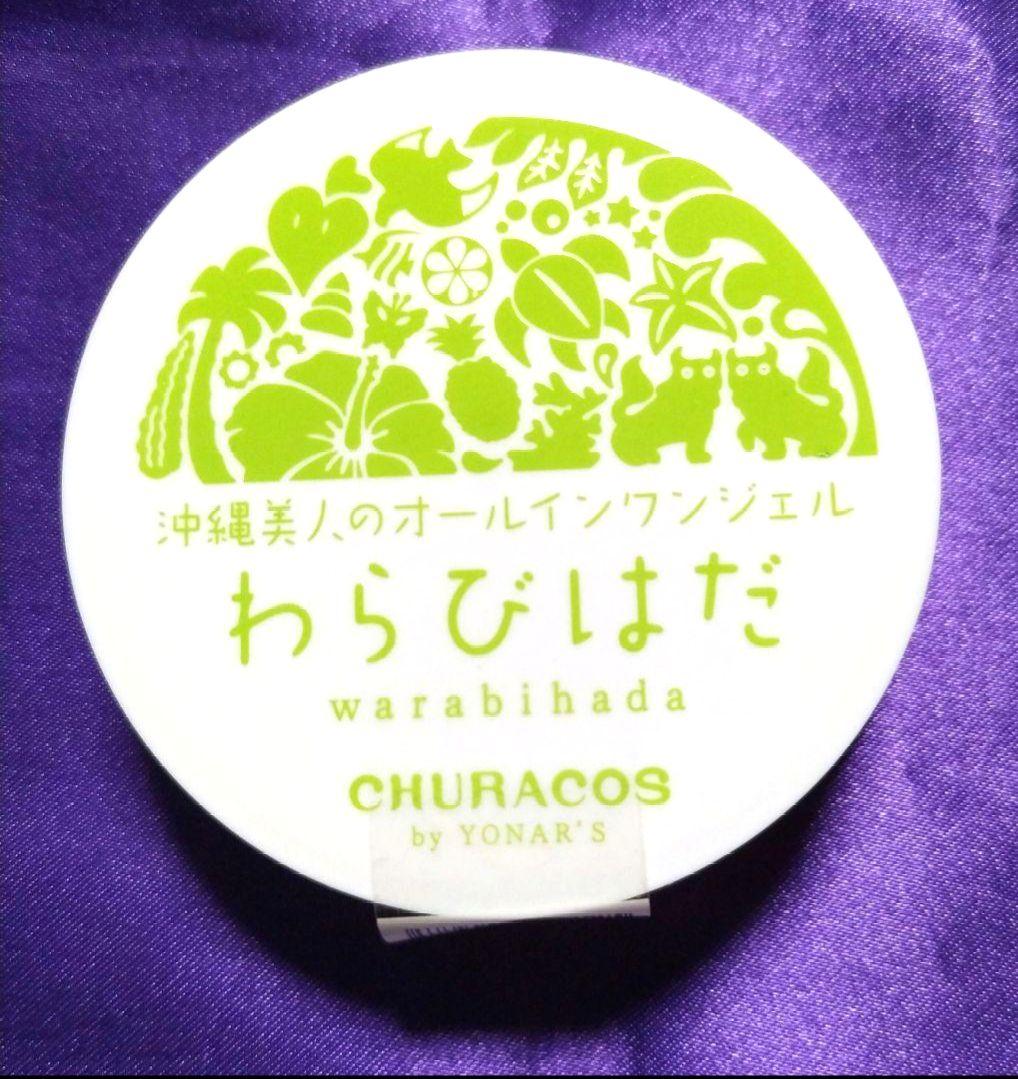 沖縄美人のオールインワンジェル
わらびはだ
warabihada
CHURACOS
by YONAR'S